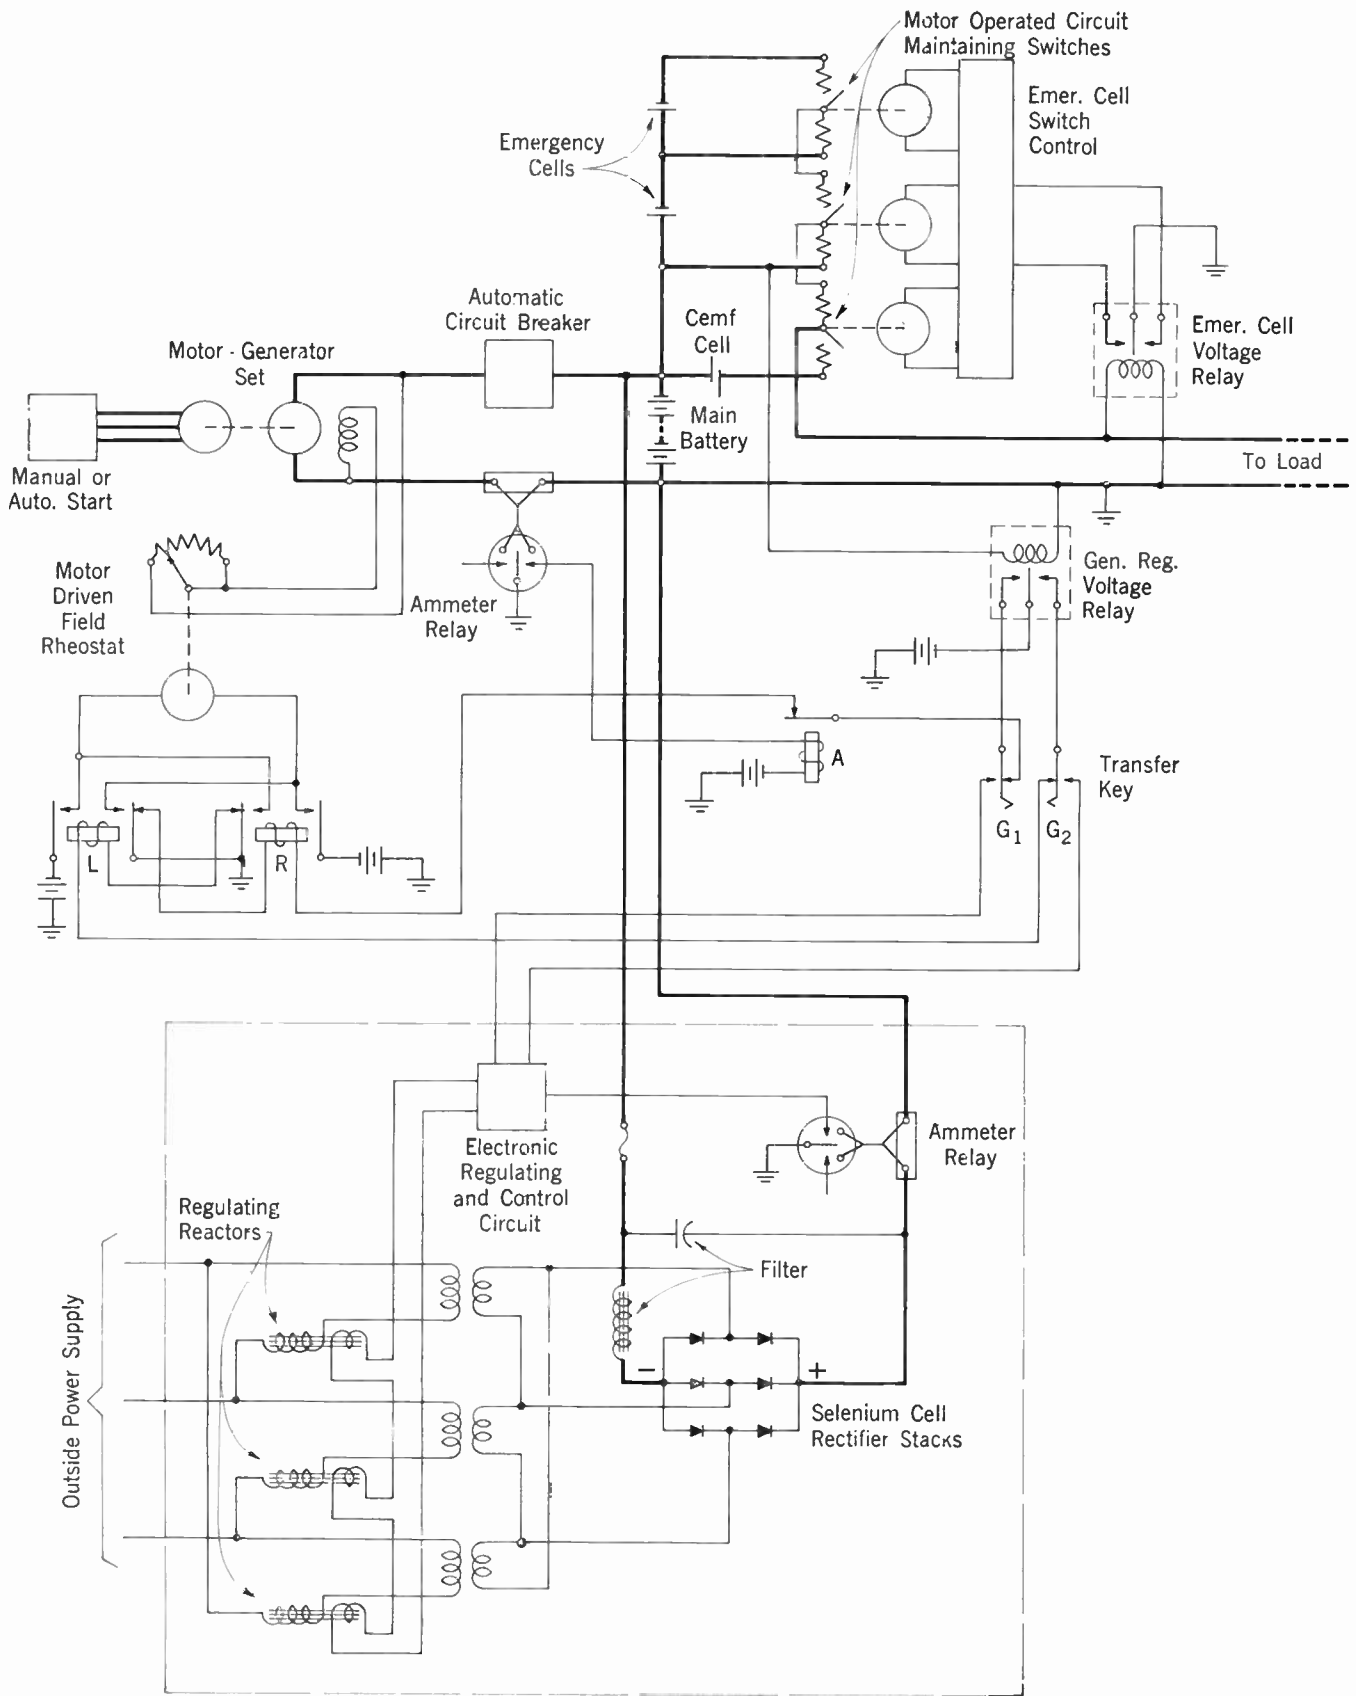 Motor Operated Circuit
Maintaining Switches
Emer. Cell
Switch
Control
Emergency
Cells
Automatic
Circuit Breaker
Cemf
Cell
Motor - Generator
Set
Emer. Cell
Voltage
Relay
Main
Battery
To Load
Manual or
Auto. Start
Motor
Driven
Field
Rheostat
Ammeter
Relay
Gen. Reg.
Voltage
Relay
A
Transfer
Key
G1 G2
L
R
Electronic
Regulating
and Control
Circuit
Ammeter
Relay
Regulating
Reactors
Filter
Outside Power Supply
− +
Selenium Cell
Rectifier Stacks